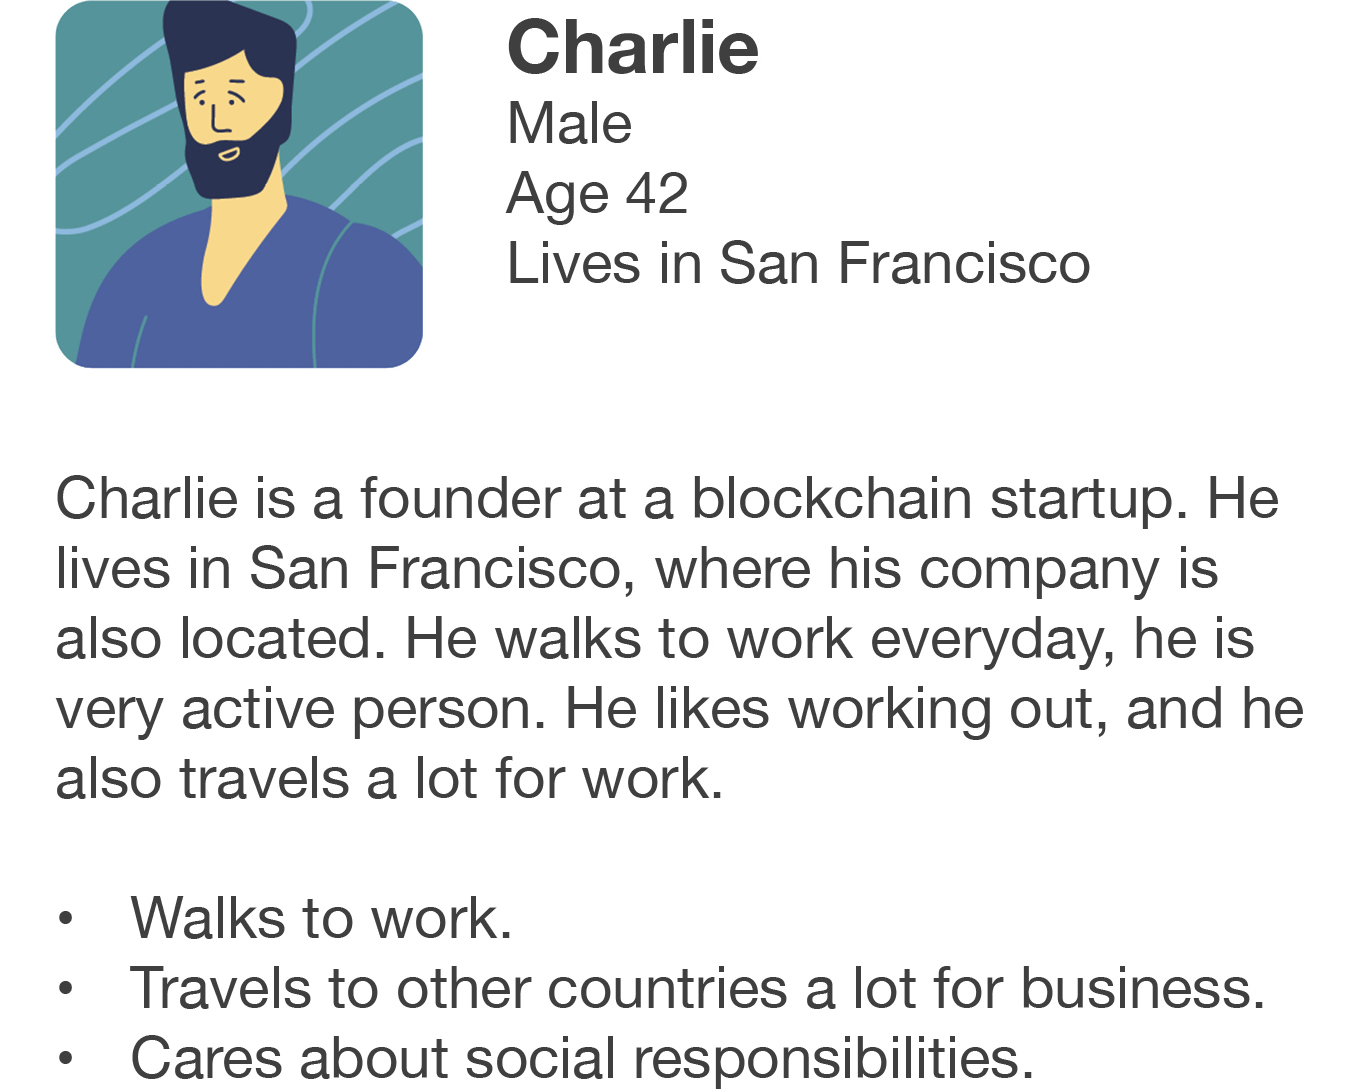 Charlie
Male
Age 42
Lives in San Francisco
Charlie is a founder at a blockchain startup. He
lives in San Francisco, where his company is
also located. He walks to work everyday, he is
very active person. He likes working out, and he
also travels a lot for work.
• Walks to work.
• Travels to other countries a lot for business.
• Cares about social responsibilities.